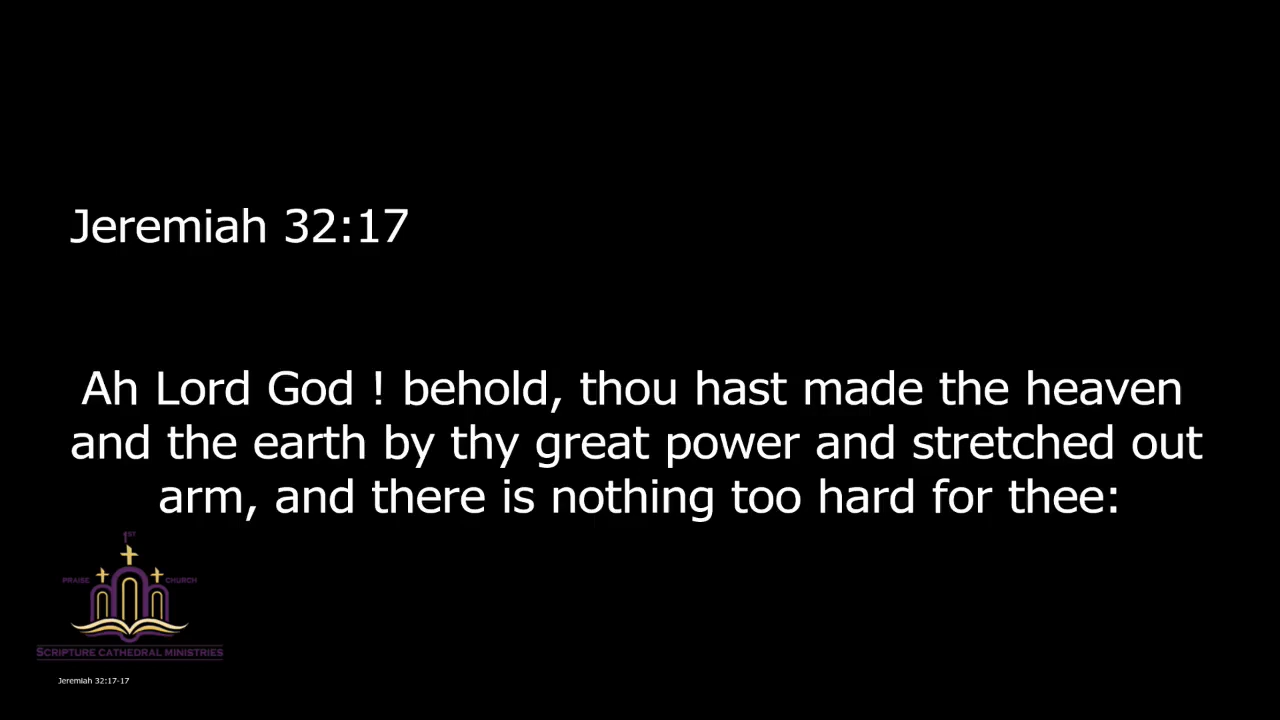 Jeremiah 32:17
Ah Lord God ! behold, thou hast made the heaven
and the earth by thy great power and stretched out
arm, and there is nothing too hard for thee:
1ST
PRAISE CHURCH
SCRIPTURE CATHEDRAL MINISTRIES
Jeremiah 32:17-17